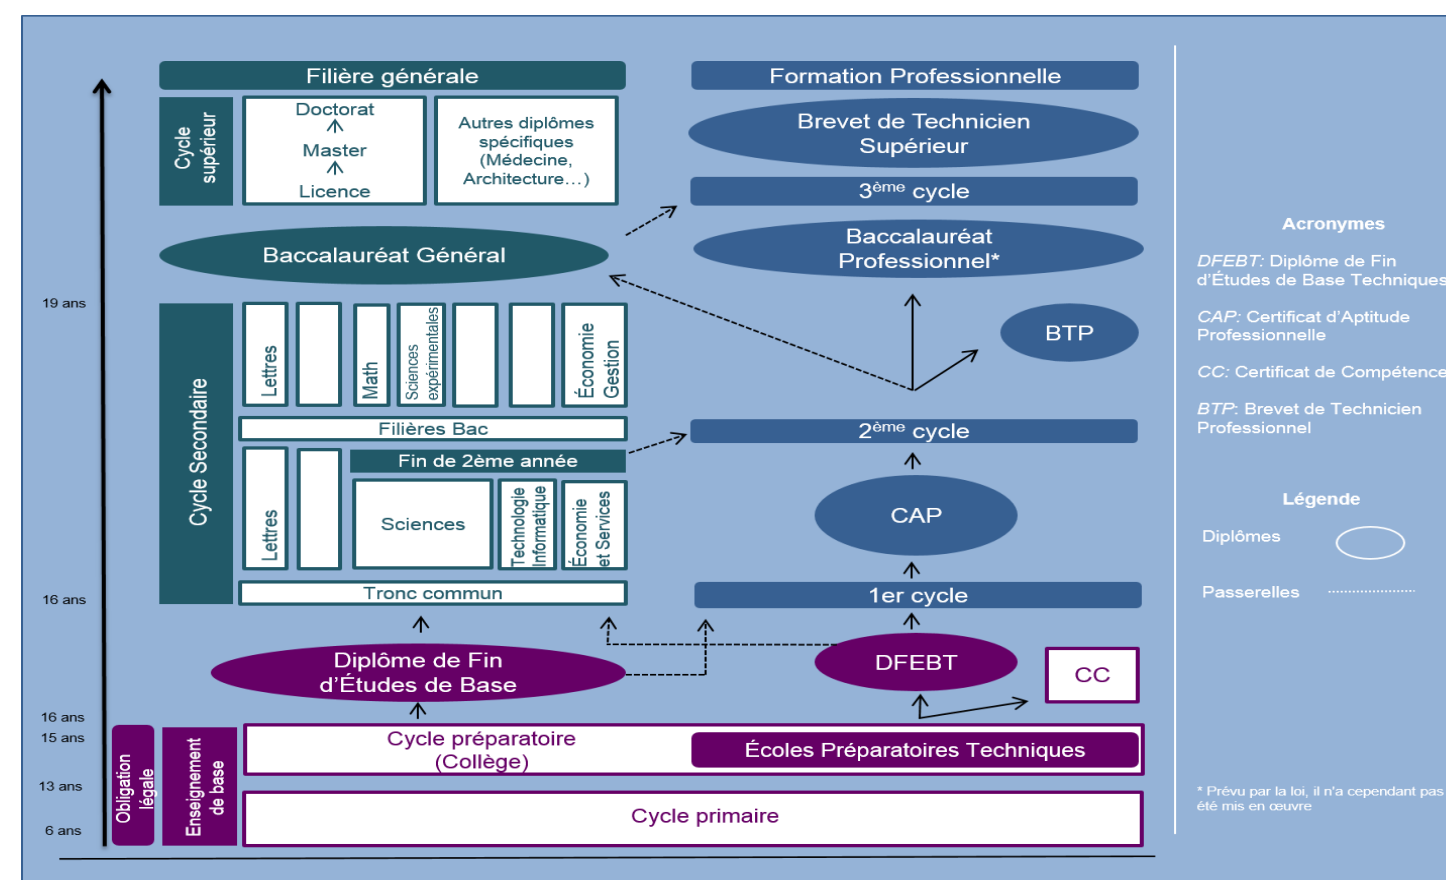 Filière générale
Formation Professionnelle
Cycle
supérieur
Doctorat
Master
Licence
Autres diplômes
spécifiques
(Médecine,
Architecture…)
Brevet de Technicien
Supérieur
3ème cycle
Baccalauréat Général
Baccalauréat
Professionnel*
19 ans
Cycle Secondaire
Lettres
Math
Sciences
expérimentales
Économie
Gestion
BTP
Filières Bac
2ème cycle
Fin de 2ème année
Lettres
Sciences
Technologie
Informatique
Économie
et Services
CAP
16 ans
Tronc commun
1er cycle
Diplôme de Fin
d'Études de Base
DFEBT
CC
16 ans
15 ans
13 ans
6 ans
Obligation
légale
Enseignement
de base
Cycle préparatoire
(Collège)
Écoles Préparatoires Techniques
Cycle primaire
Acronymes
DFEBT: Diplôme de Fin
d'Études de Base Techniques
CAP: Certificat d'Aptitude
Professionnelle
CC: Certificat de Compétence
BTP: Brevet de Technicien
Professionnel
Légende
Diplômes
Passerelles
* Prévu par la loi, il n'a cependant pas
été mis en œuvre